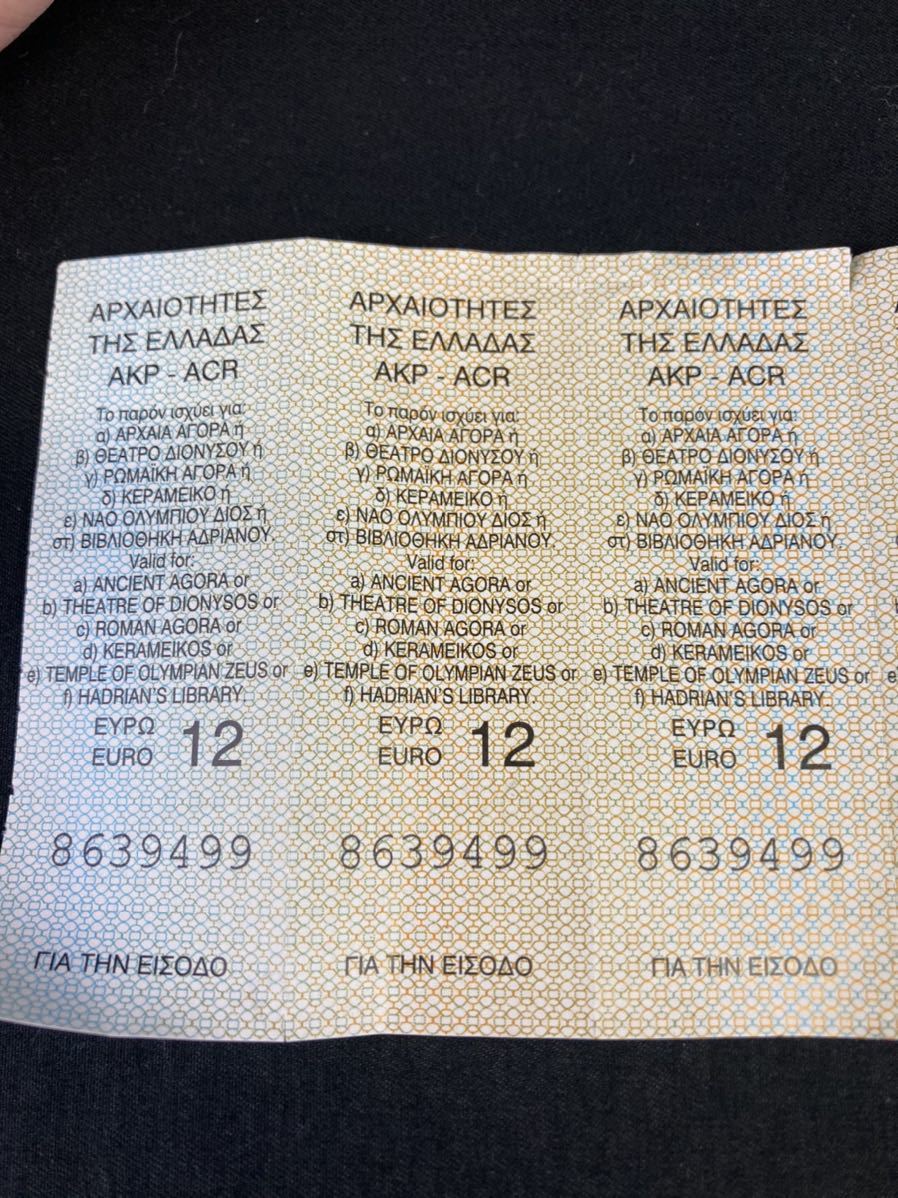 ΑΡΧΑΙΟΤΗΤΕΣ
ΤΗΣ ΕΛΛΑΔΑΣ
ΑΚΡ - ACR
Το παρόν ισχύει για:
α) ΑΡΧΑΙΑ ΑΓΟΡΑ ή
β) ΘΕΑΤΡΟ ΔΙΟΝΥΣΟΥ ή
γ) ΡΩΜΑΪΚΗ ΑΓΟΡΑ ή
δ) ΚΕΡΑΜΕΙΚΟ ή
ε) ΝΑΟ ΟΛΥΜΠΙΟΥ ΔΙΟΣ ή
στ) ΒΙΒΛΙΟΘΗΚΗ ΑΔΡΙΑΝΟΥ.
Valid for:
a) ANCIENT AGORA or
b) THEATRE OF DIONYSOS or
c) ROMAN AGORA or
d) KERAMEIKOS or
e) TEMPLE OF OLYMPIAN ZEUS or
f) HADRIAN'S LIBRARY.
ΕΥΡΩ
EURO 12
8639499
ΓΙΑ ΤΗΝ ΕΙΣΟΔΟ
ΑΡΧΑΙΟΤΗΤΕΣ
ΤΗΣ ΕΛΛΑΔΑΣ
ΑΚΡ - ACR
Το παρόν ισχύει για:
α) ΑΡΧΑΙΑ ΑΓΟΡΑ ή
β) ΘΕΑΤΡΟ ΔΙΟΝΥΣΟΥ ή
γ) ΡΩΜΑΪΚΗ ΑΓΟΡΑ ή
δ) ΚΕΡΑΜΕΙΚΟ ή
ε) ΝΑΟ ΟΛΥΜΠΙΟΥ ΔΙΟΣ ή
στ) ΒΙΒΛΙΟΘΗΚΗ ΑΔΡΙΑΝΟΥ.
Valid for:
a) ANCIENT AGORA or
b) THEATRE OF DIONYSOS or
c) ROMAN AGORA or
d) KERAMEIKOS or
e) TEMPLE OF OLYMPIAN ZEUS or
f) HADRIAN'S LIBRARY.
ΕΥΡΩ
EURO 12
8639499
ΓΙΑ ΤΗΝ ΕΙΣΟΔΟ
ΑΡΧΑΙΟΤΗΤΕΣ
ΤΗΣ ΕΛΛΑΔΑΣ
ΑΚΡ - ACR
Το παρόν ισχύει για:
α) ΑΡΧΑΙΑ ΑΓΟΡΑ ή
β) ΘΕΑΤΡΟ ΔΙΟΝΥΣΟΥ ή
γ) ΡΩΜΑΪΚΗ ΑΓΟΡΑ ή
δ) ΚΕΡΑΜΕΙΚΟ ή
ε) ΝΑΟ ΟΛΥΜΠΙΟΥ ΔΙΟΣ ή
στ) ΒΙΒΛΙΟΘΗΚΗ ΑΔΡΙΑΝΟΥ.
Valid for:
a) ANCIENT AGORA or
b) THEATRE OF DIONYSOS or
c) ROMAN AGORA or
d) KERAMEIKOS or
e) TEMPLE OF OLYMPIAN ZEUS or
f) HADRIAN'S LIBRARY.
ΕΥΡΩ
EURO 12
8639499
ΓΙΑ ΤΗΝ ΕΙΣΟΔΟ